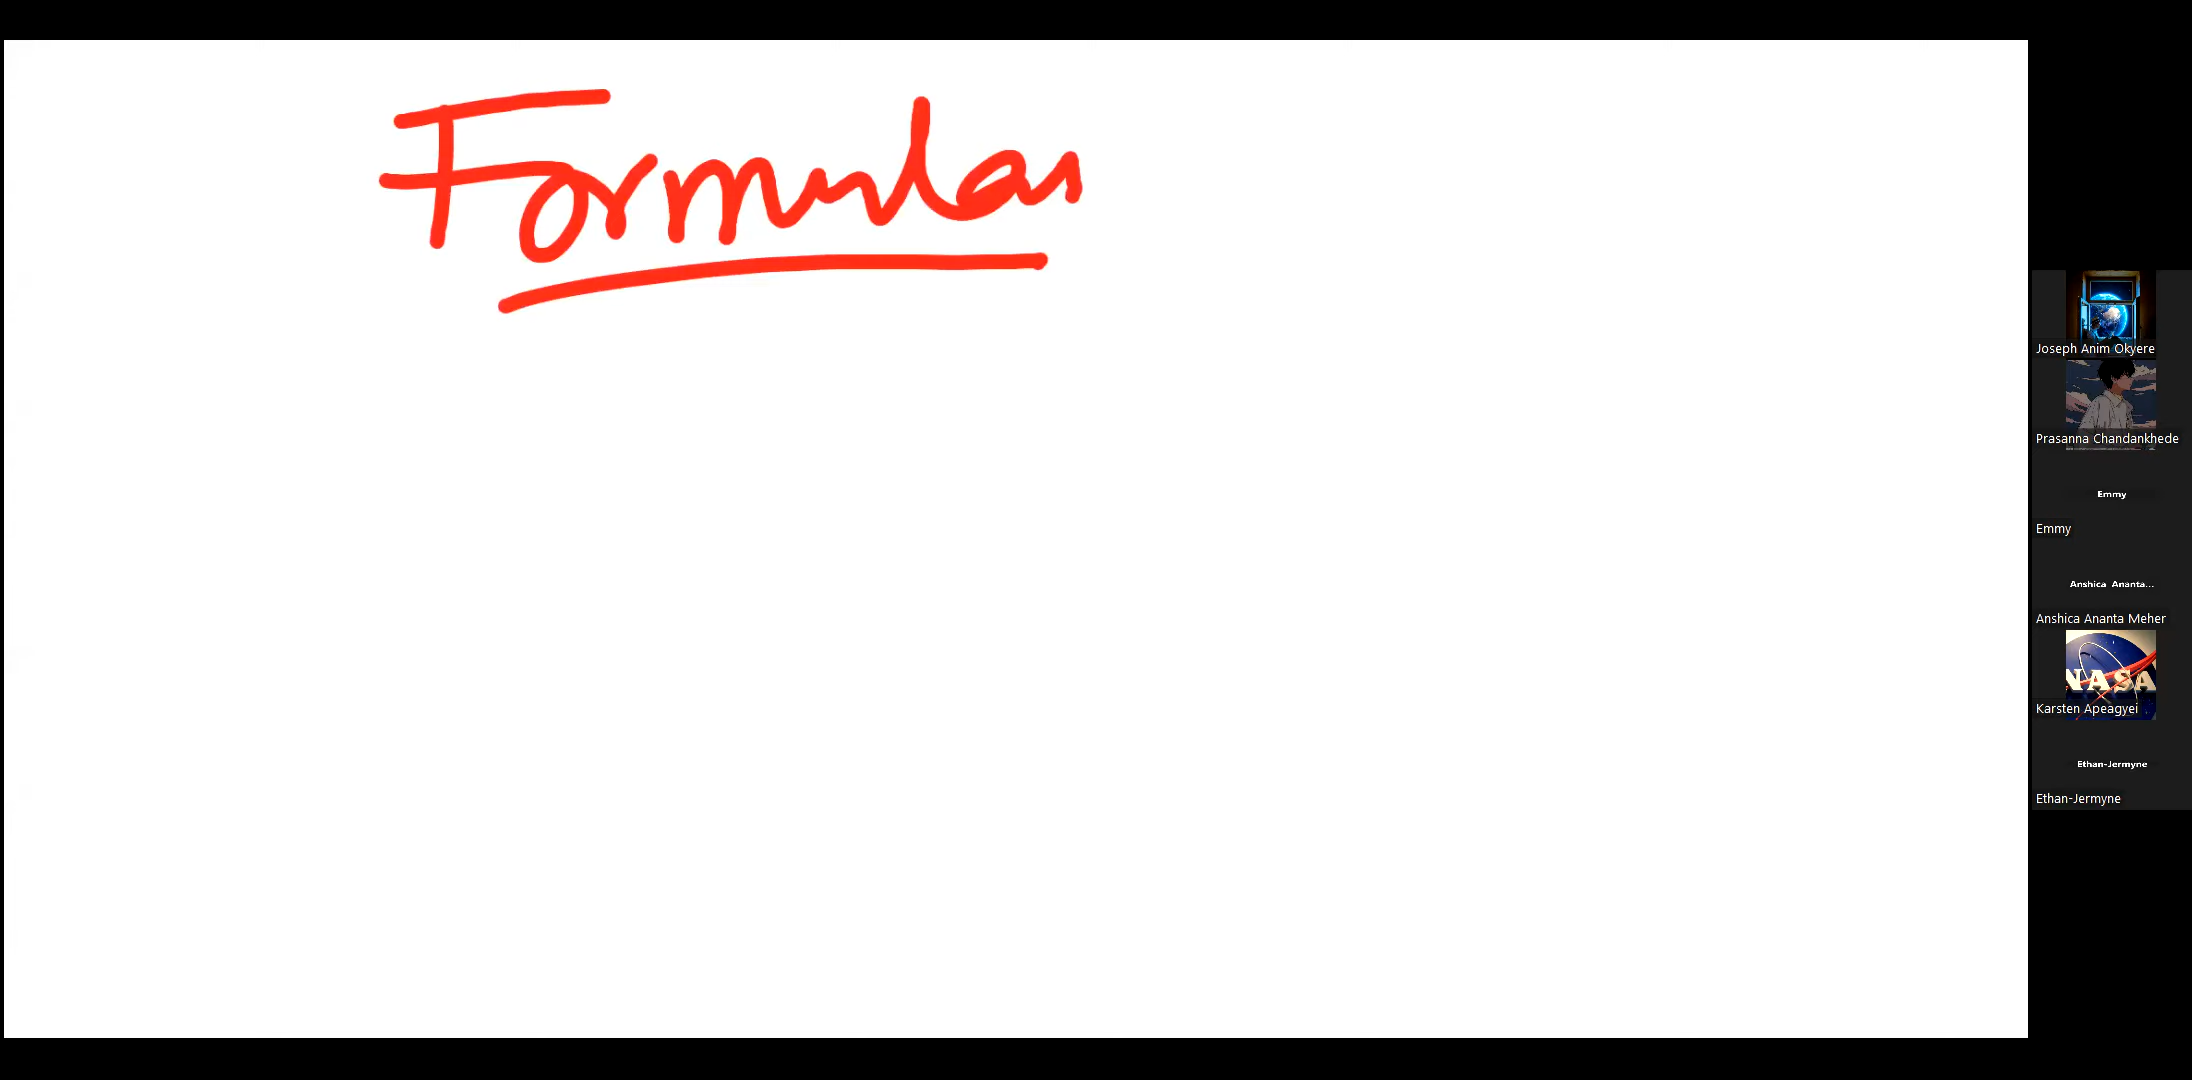 Formulas
Joseph Anim Okyere
Prasanna Chandankhede
Emmy
Emmy
Anshica Ananta...
Anshica Ananta Meher
NASA
Karsten Apeagyei
Ethan-Jermyne
Ethan-Jermyne